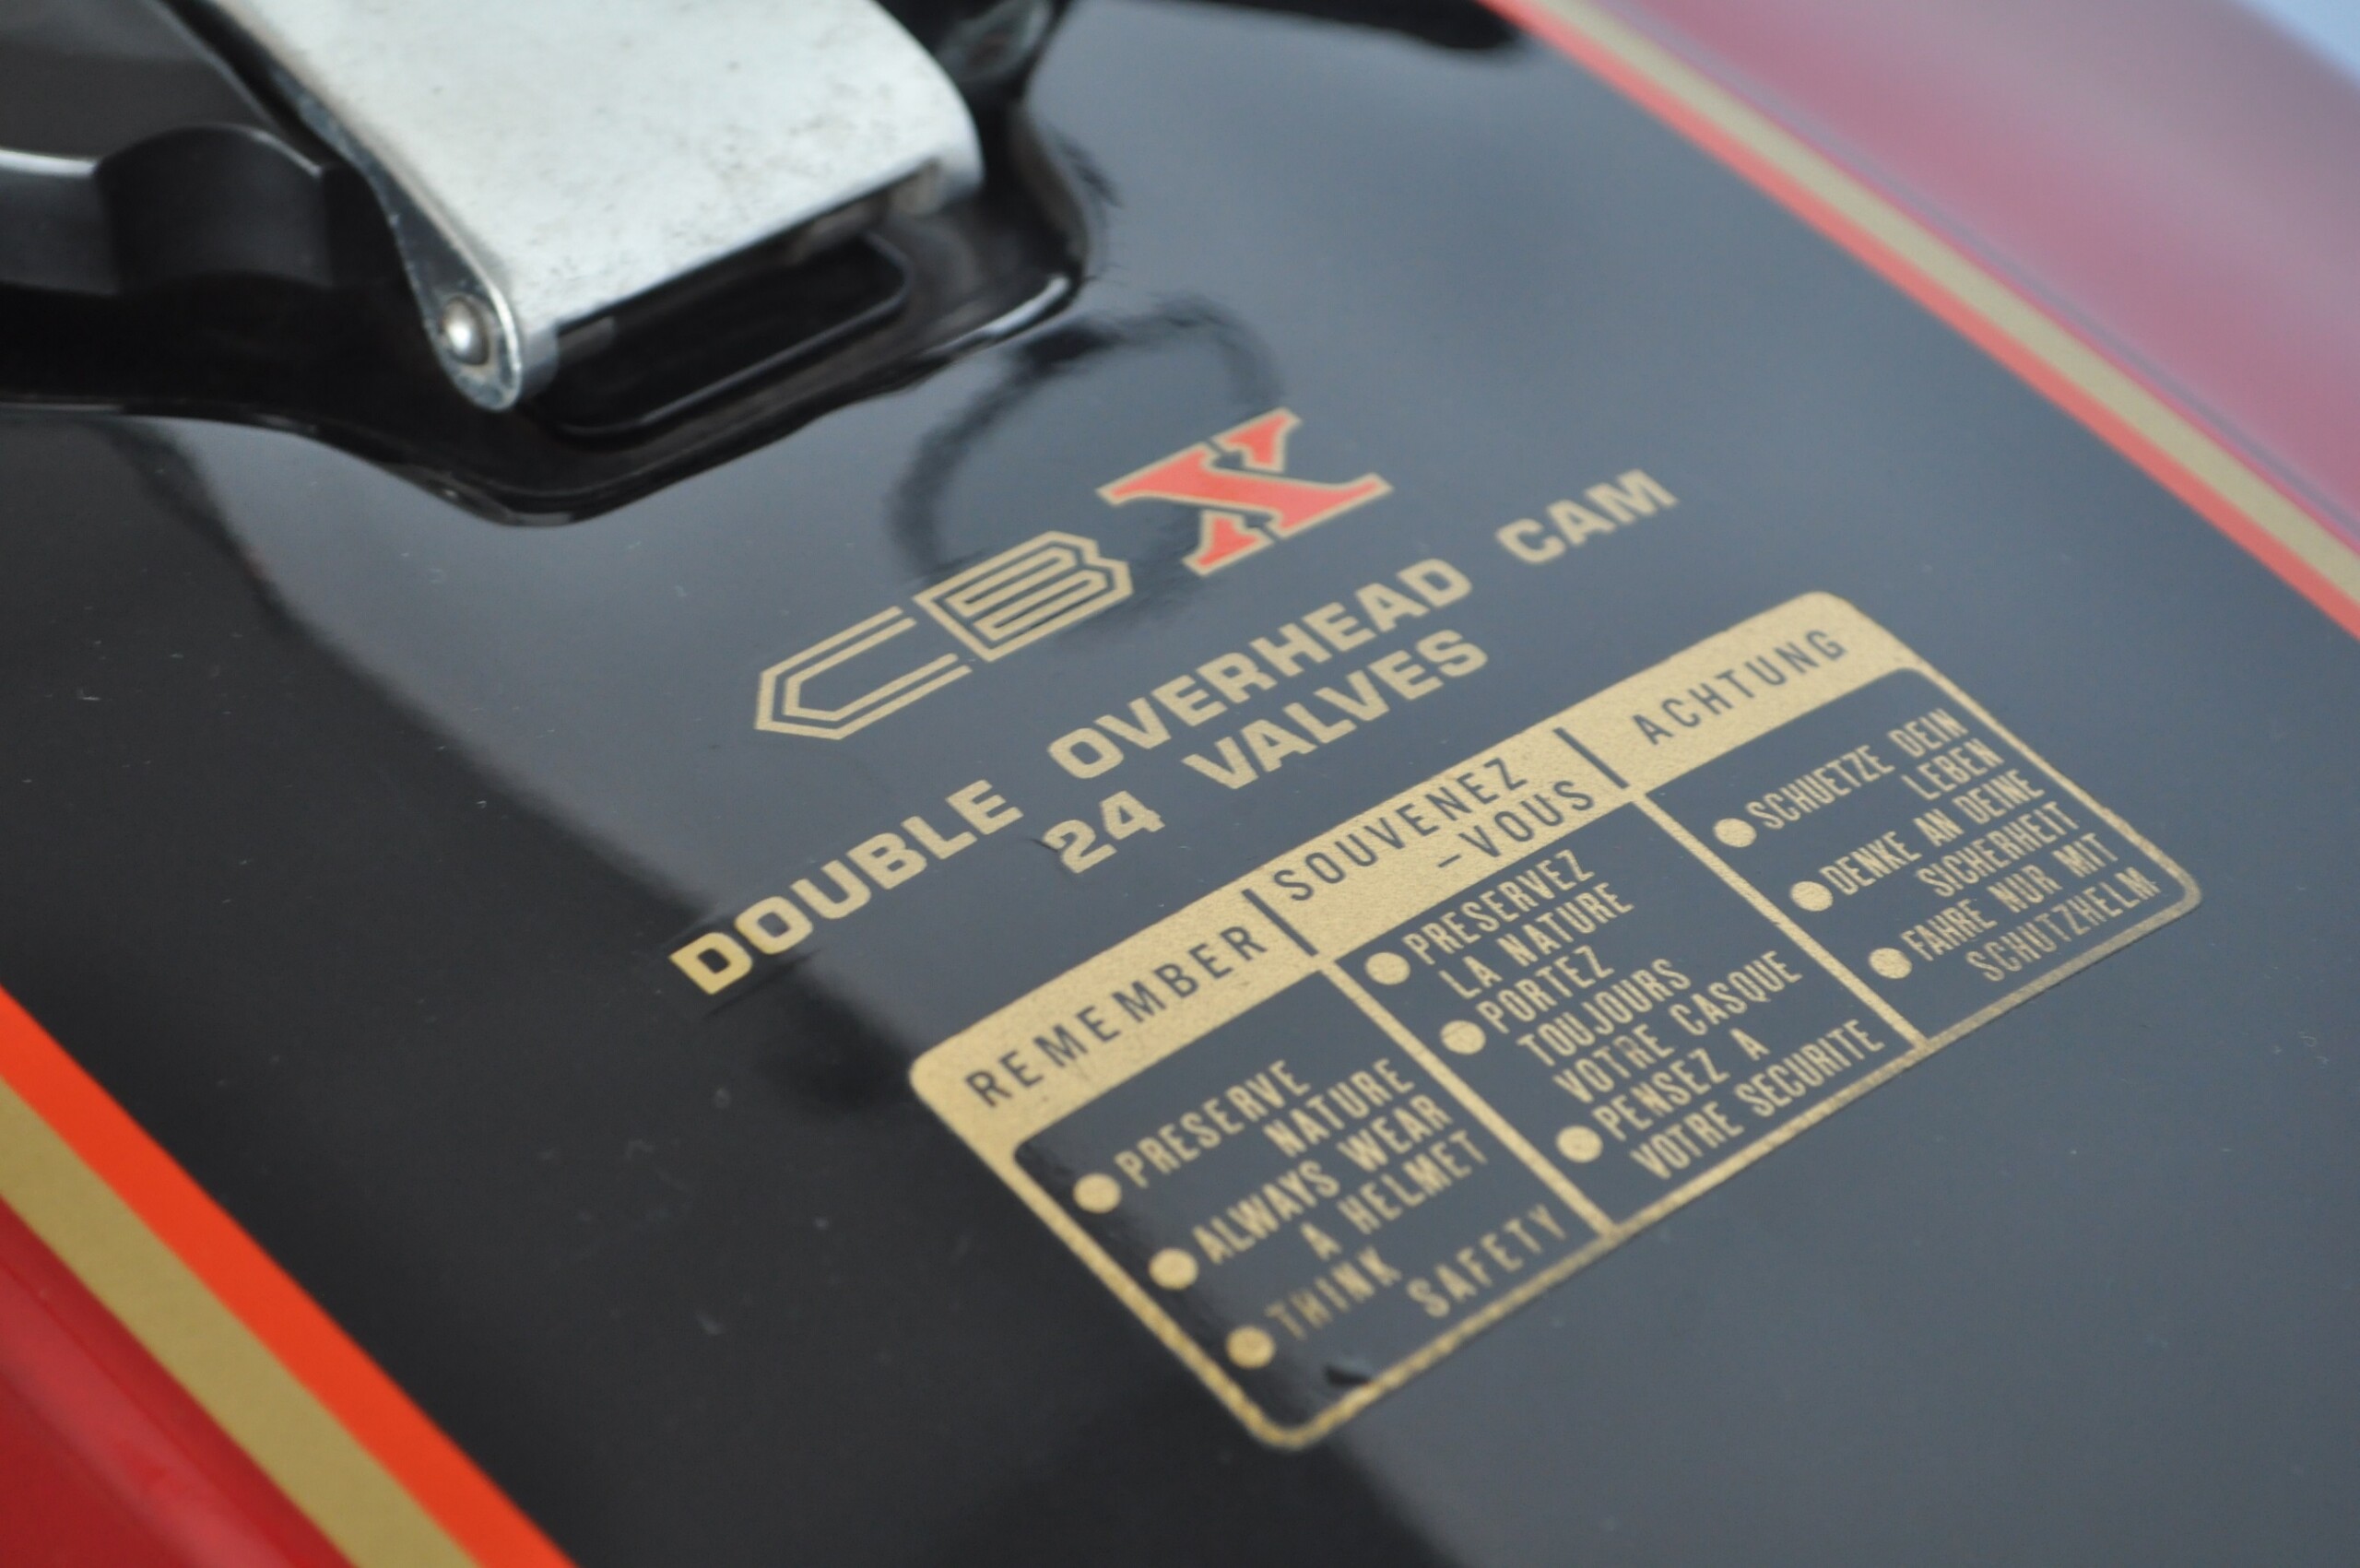 CBX
DOUBLE OVERHEAD CAM
24 VALVES
REMEMBER
PRESERVE
NATURE
ALWAYS WEAR
A HELMET
THINK
SAFETY
SOUVENEZ
-VOUS
PRESERVEZ
LA NATURE
PORTEZ
TOUJOURS
VOTRE CASQUE
PENSEZ A
VOTRE SECURITE
ACHTUNG
SCHUETZE DEIN
LEBEN
DENKE AN DEINE
SICHERHEIT
FAHRE NUR MIT
SCHUTZHELM